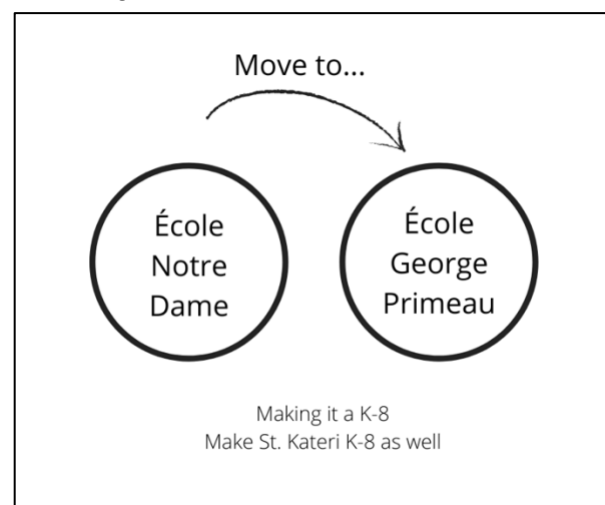 Move to...
École
Notre
Dame
École
George
Primeau
Making it a K-8
Make St. Kateri K-8 as well